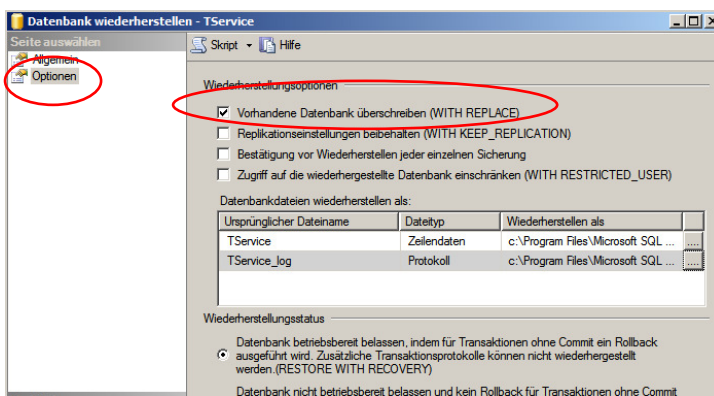 Datenbank wiederherstellen - TService
Seite auswählen
Allgemein
Optionen
Skript
Hilfe
Wiederherstellungsoptionen
Vorhandene Datenbank überschreiben (WITH REPLACE)
Replikationseinstellungen beibehalten (WITH KEEP_REPLICATION)
Bestätigung vor Wiederherstellen jeder einzelnen Sicherung
Zugriff auf die wiederhergestellte Datenbank einschränken (WITH RESTRICTED_USER)
Datenbankdateien wiederherstellen als:
Ursprünglicher Dateiname Dateityp Wiederherstellen als
TService Zeilendaten c:\Program Files\Microsoft SQL ... ...
TService_log Protokoll c:\Program Files\Microsoft SQL ... ...
Wiederherstellungsstatus
Datenbank betriebsbereit belassen, indem für Transaktionen ohne Commit ein Rollback
ausgeführt wird. Zusätzliche Transaktionsprotokolle können nicht wiederhergestellt
werden.(RESTORE WITH RECOVERY)
Datenbank nicht betriebsbereit belassen und kein Rollback für Transaktionen ohne Commit